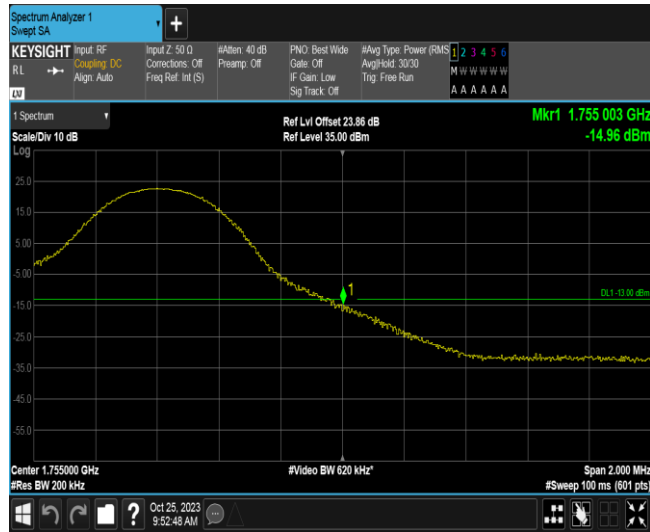 Spectrum Analyzer 1
Swept SA
+
KEYSIGHT
RL
LXI
Input: RF
Coupling: DC
Align: Auto
Input Z: 50 Ω
Corrections: Off
Freq Ref: Int (S)
#Atten: 40 dB
Preamp: Off
PNO: Best Wide
Gate: Off
IF Gain: Low
Sig Track: Off
#Avg Type: Power (RMS
Avg|Hold: 30/30
Trig: Free Run
1 2 3 4 5 6
M W W W W W
A A A A A A
1 Spectrum
Scale/Div 10 dB
Ref Lvl Offset 23.86 dB
Ref Level 35.00 dBm
Mkr1 1.755 003 GHz
-14.96 dBm
Log
25.0
15.0
5.00
-5.00
-15.0
-25.0
-35.0
-45.0
-55.0
1
DL1 -13.00 dBm
Center 1.755000 GHz
#Res BW 200 kHz
#Video BW 620 kHz*
Span 2.000 MHz
#Sweep 100 ms (601 pts)
?
Oct 25, 2023
9:52:48 AM